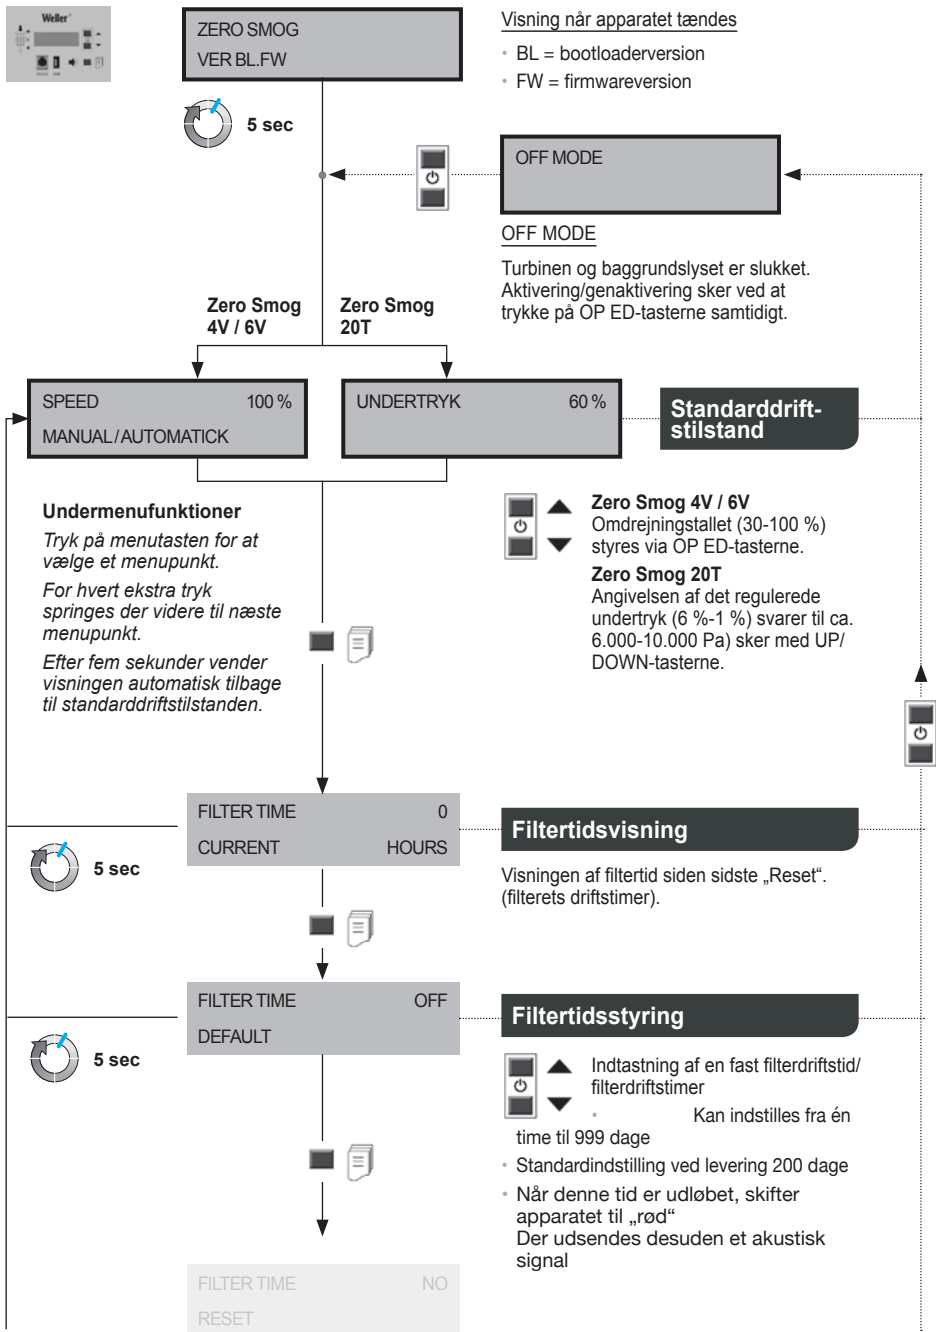 Weller
ZERO SMOG
VER BL.FW
5 sec
Visning når apparatet tændes
• BL = bootloaderversion
• FW = firmwareversion
OFF MODE
OFF MODE
Turbinen og baggrundslyset er slukket.
Aktivering/genaktivering sker ved at
trykke på OP ED-tasterne samtidigt.
Zero Smog
4V / 6V
Zero Smog
20T
SPEED 100 %
MANUAL / AUTOMATICK
UNDERTRYK 60 %
Standarddrift-
stilstand
Undermenufunktioner
Tryk på menutasten for at
vælge et menupunkt.
For hvert ekstra tryk
springes der videre til næste
menupunkt.
Efter fem sekunder vender
visningen automatisk tilbage
til standarddriftstilstanden.
Zero Smog 4V / 6V
Omdrejningstallet (30-100 %)
styres via OP ED-tasterne.
Zero Smog 20T
Angivelsen af det regulerede
undertryk (6 %-1 %) svarer til ca.
6.000-10.000 Pa) sker med UP/
DOWN-tasterne.
FILTER TIME 0
CURRENT HOURS
5 sec
Filtertidsvisning
Visningen af filtertid siden sidste „Reset“.
(filterets driftstimer).
FILTER TIME OFF
DEFAULT
5 sec
Filtertidsstyring
Indtastning af en fast filterdriftstid/
filterdriftstimer
• Kan indstilles fra én
time til 999 dage
• Standardindstilling ved levering 200 dage
• Når denne tid er udløbet, skifter
apparatet til „rød“
Der udsendes desuden et akustisk
signal
FILTER TIME NO
RESET